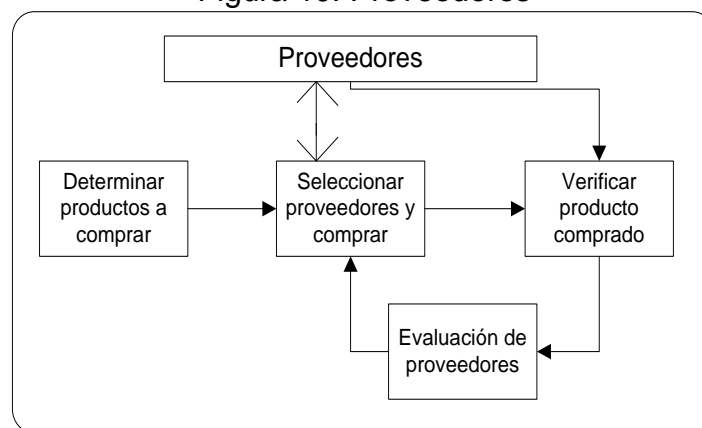 Proveedores
Determinar
productos a
comprar
Seleccionar
proveedores y
comprar
Verificar
producto
comprado
Evaluación de
proveedores